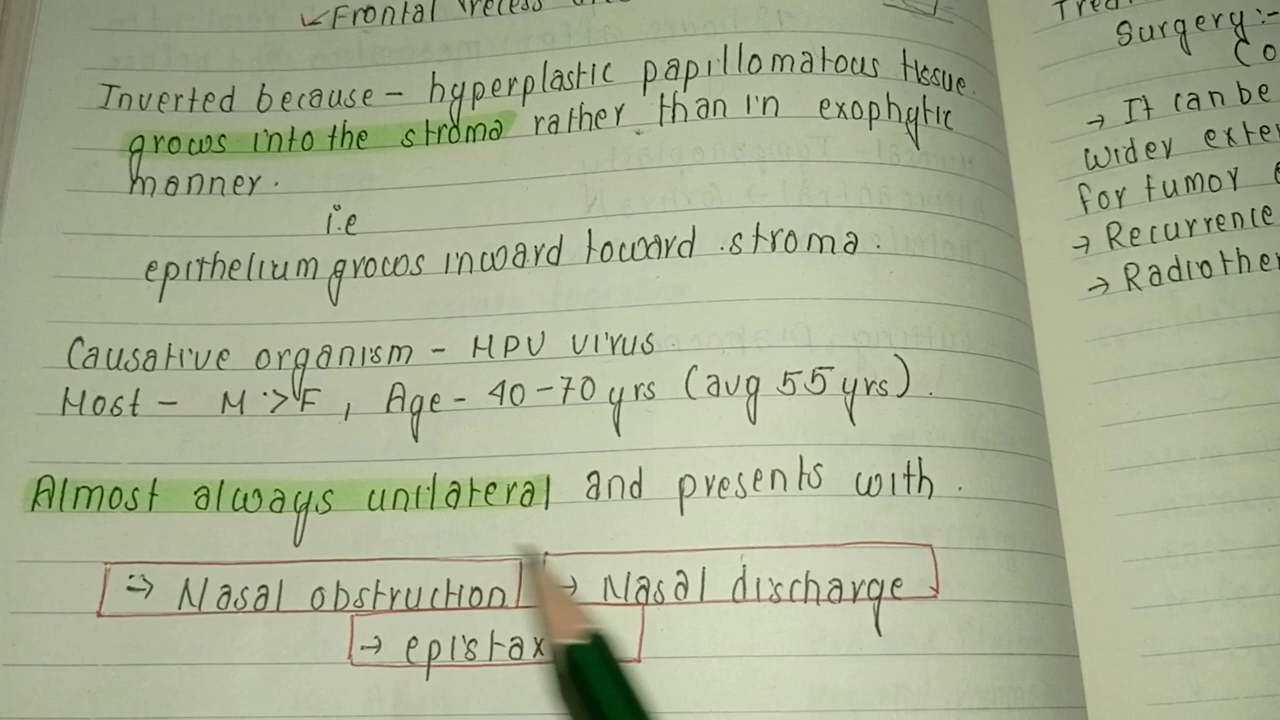 ✓Frontal recess
Inverted because - hyperplastic papillomatous tissue
grows into the stroma rather than in exophytic
manner.
i.e
epithelium grows inward toward stroma.
Causative organism - HPV virus.
Host - M > F, Age - 40-70 yrs (avg 55 yrs).
Almost always unilateral and presents with.
→ Nasal obstruction → Nasal discharge
→ epistax
Surgery:-
→ It can be
wider
for tumor
→ Recurrence